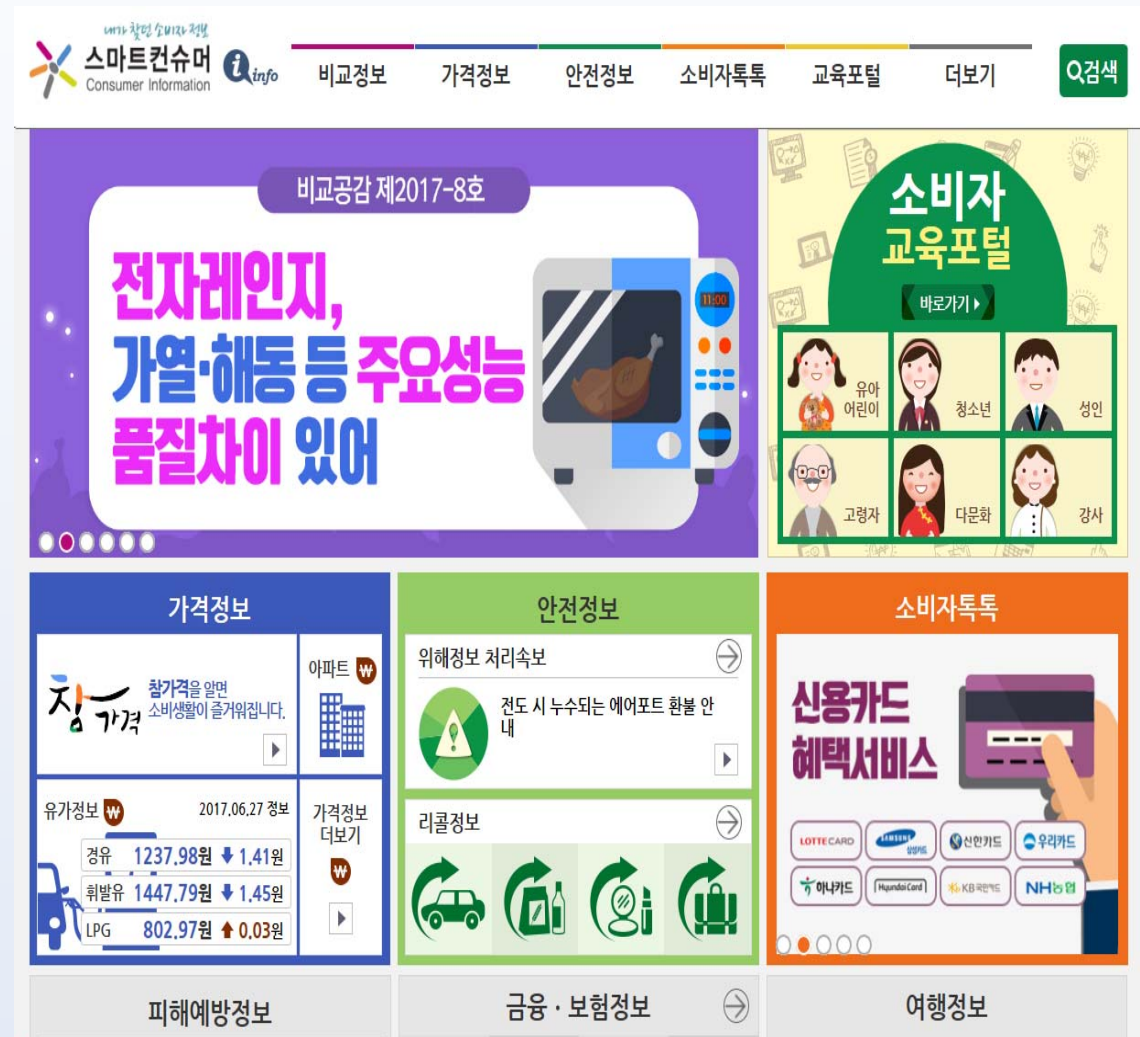 내가 찾던 소비자 정보
스마트컨슈머
Consumer Information
info
비교정보
가격정보
안전정보
소비자톡톡
교육포털
더보기
검색
비교공감 제2017-8호
전자레인지,
가열·해동 등 주요성능
품질차이 있어
11:00
소비자
교육포털
바로가기
유아
어린이
청소년
성인
고령자
다문화
강사
가격정보
참가격
참가격을 알면
소비생활이 즐거워집니다.
아파트
유가정보
2017.06.27 정보
경유 1237.98원 1.41원
휘발유 1447.79원 1.45원
LPG 802.97원 0.03원
가격정보
더보기
안전정보
위해정보 처리속보
전도 시 누수되는 에어포트 환불 안
내
리콜정보
소비자톡톡
신용카드
혜택서비스
LOTTE CARD
SAMSUNG 삼성카드
신한카드
우리카드
하나카드
Hyundai Card
KB국민카드
NH농협
피해예방정보
금융·보험정보
여행정보